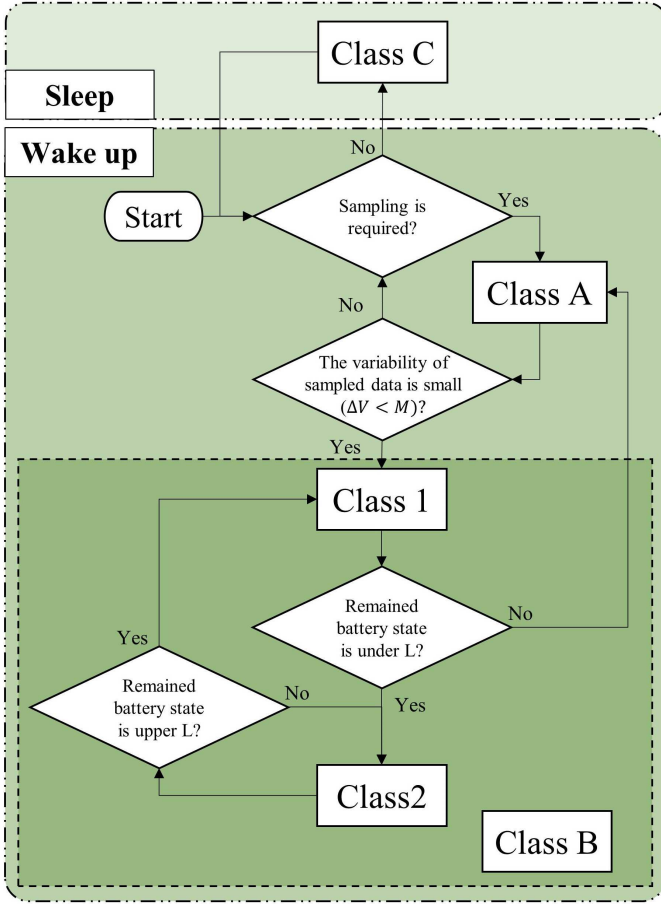 Class C
Sleep
Wake up
No
Start
Sampling is
required?
Yes
Class A
No
The variability of
sampled data is small
(ΔV < M)?
Yes
Class 1
Remained
battery state
is under L?
No
Yes
Remained
battery state
is upper L?
No
Yes
Class2
Class B